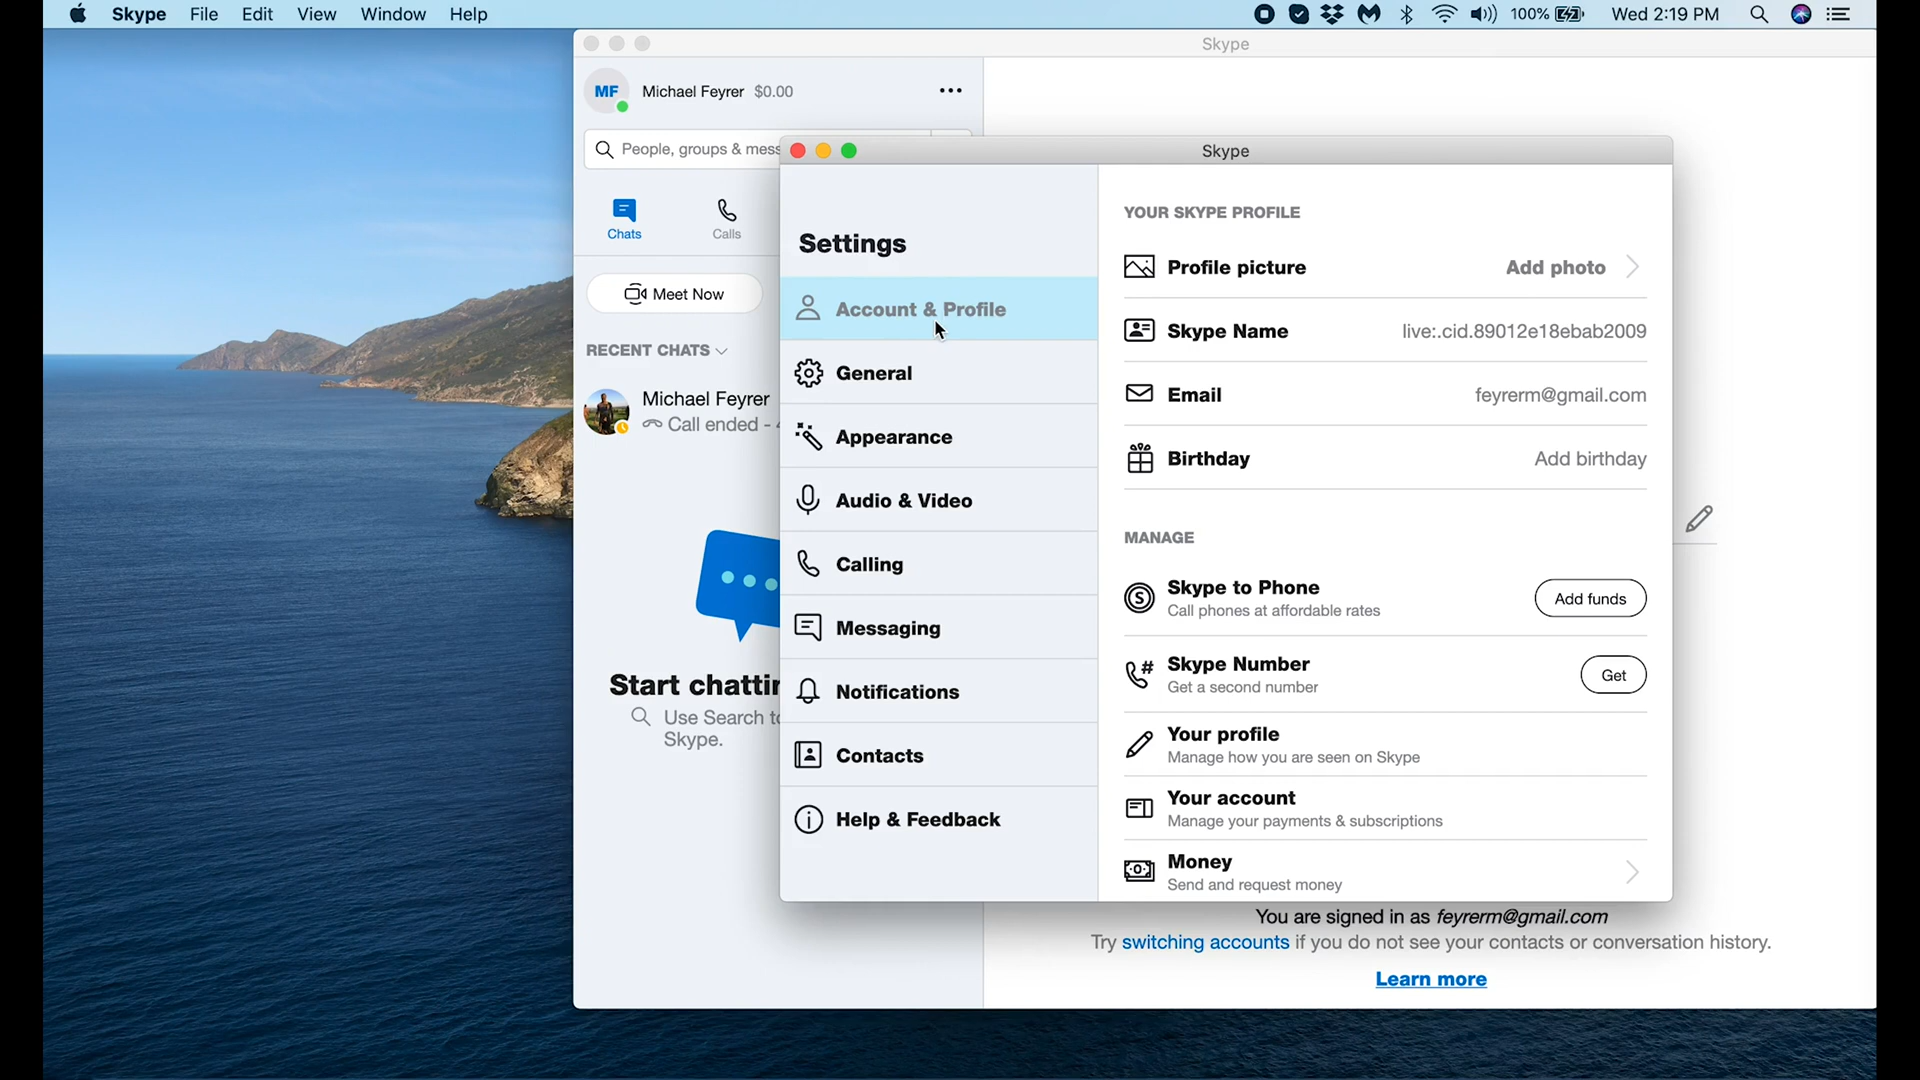 Skype File Edit View Window Help 100% Wed 2:19 PM
Skype
MF Michael Feyrer $0.00
People, groups & mess
Chats
Calls
Meet Now
RECENT CHATS
Michael Feyrer
Call ended -
Start chattin
Use Search to
Skype.
Skype
Settings
Account & Profile
General
Appearance
Audio & Video
Calling
Messaging
Notifications
Contacts
Help & Feedback
YOUR SKYPE PROFILE
Profile picture Add photo
Skype Name live:.cid.89012e18ebab2009
Email feyrerm@gmail.com
Birthday Add birthday
MANAGE
Skype to Phone
Call phones at affordable rates
Add funds
Skype Number
Get a second number
Get
Your profile
Manage how you are seen on Skype
Your account
Manage your payments & subscriptions
Money
Send and request money
You are signed in as feyrerm@gmail.com
Try switching accounts if you do not see your contacts or conversation history.
Learn more